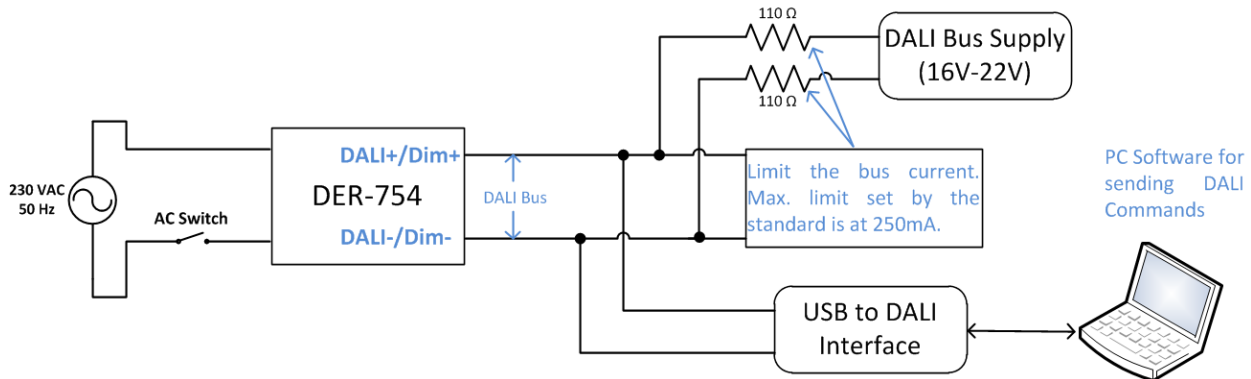 110 Ω
110 Ω
DALI Bus Supply
(16V-22V)
230 VAC
50 Hz
AC Switch
DALI+/Dim+
DER-754
DALI-/Dim-
DALI Bus
Limit the bus current.
Max. limit set by the
standard is at 250mA.
PC Software for
sending DALI
Commands
USB to DALI
Interface